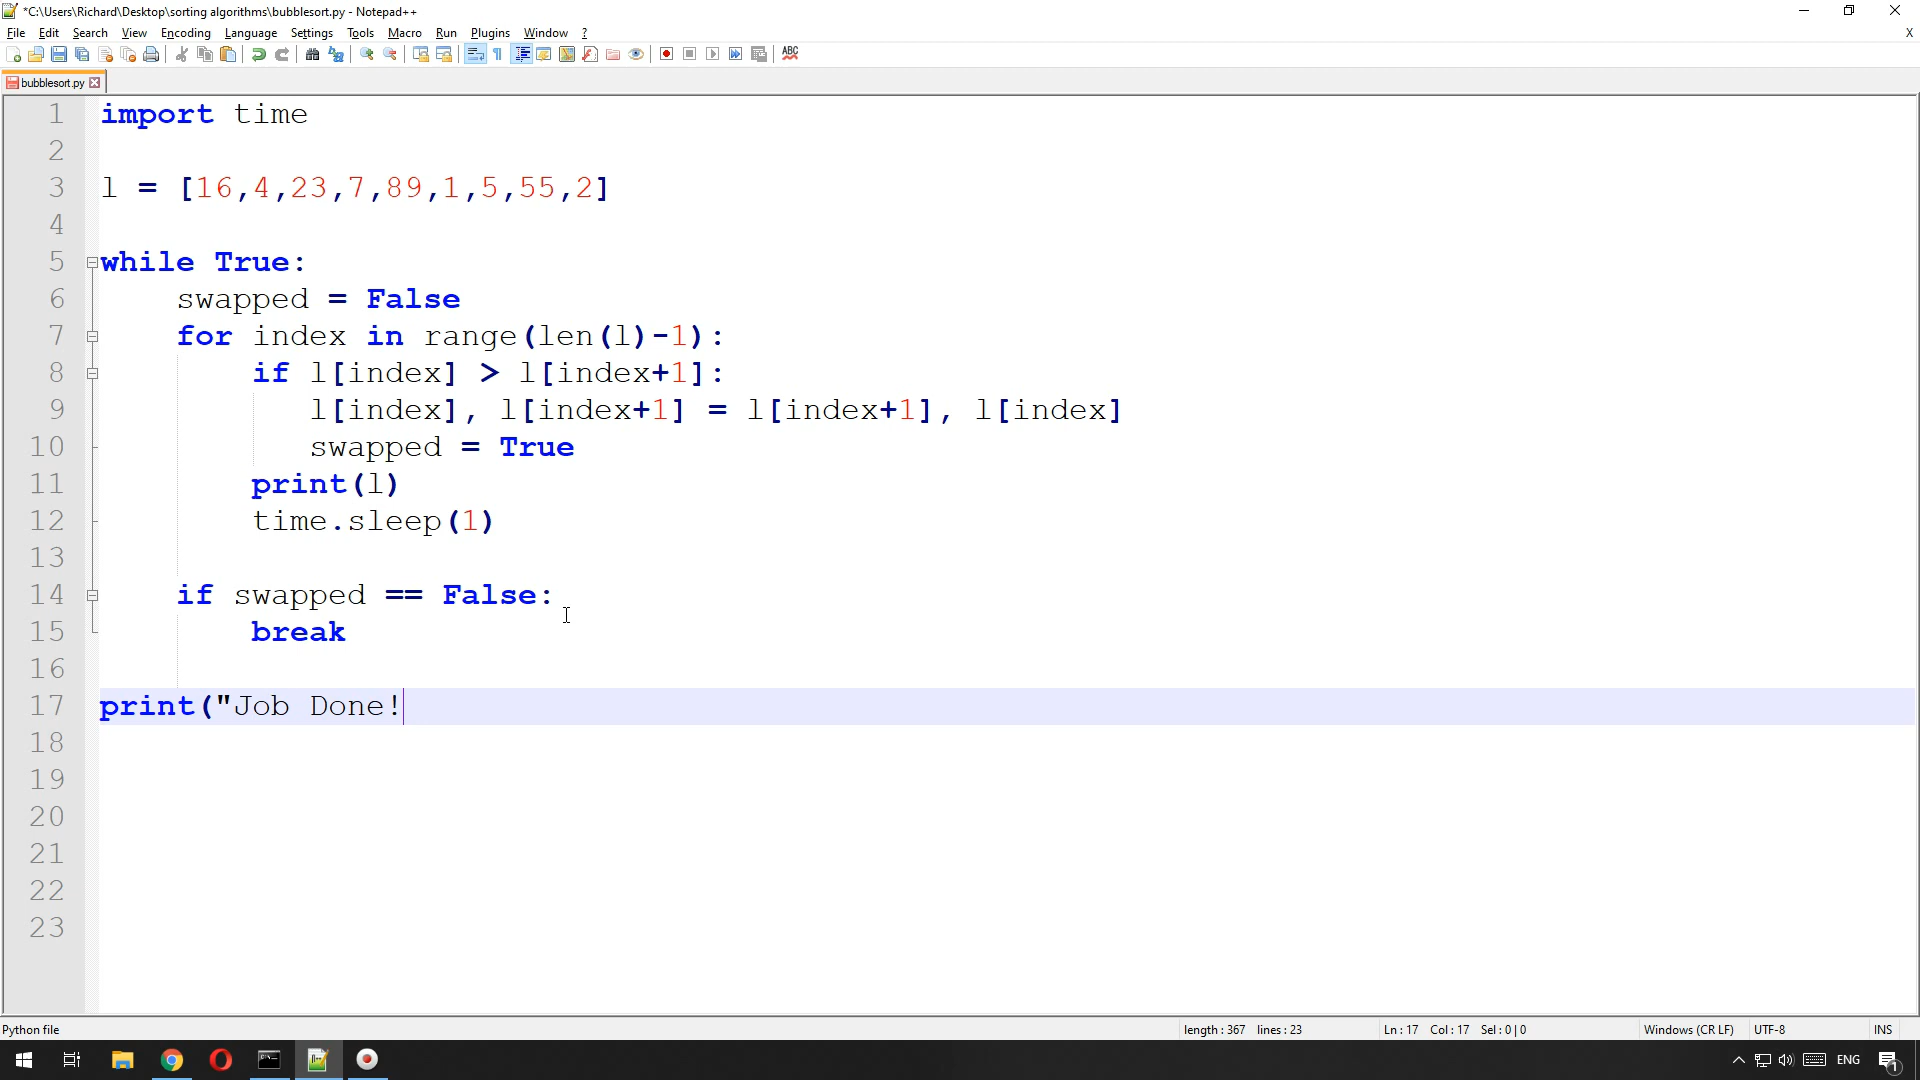 *C:\Users\Richard\Desktop\sorting algorithms\bubblesort.py - Notepad++
File Edit Search View Encoding Language Settings Tools Macro Run Plugins Window ? X
ABC
bubblesort.py
1 import time
2
3 l = [16,4,23,7,89,1,5,55,2]
4
5 while True:
6 swapped = False
7 for index in range(len(l)-1):
8 if l[index] > l[index+1]:
9 l[index], l[index+1] = l[index+1], l[index]
10 swapped = True
11 print(l)
12 time.sleep(1)
13
14 if swapped == False:
15 break
16
17 print("Job Done!
18
19
20
21
22
23
Python file length : 367 lines : 23 Ln : 17 Col : 17 Sel : 0 | 0 Windows (CR LF) UTF-8 INS
ENG 1